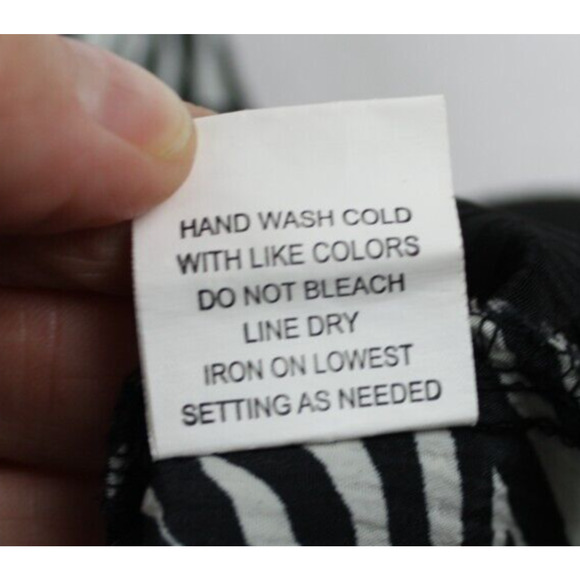 HAND WASH COLD
WITH LIKE COLORS
DO NOT BLEACH
LINE DRY
IRON ON LOWEST
SETTING AS NEEDED